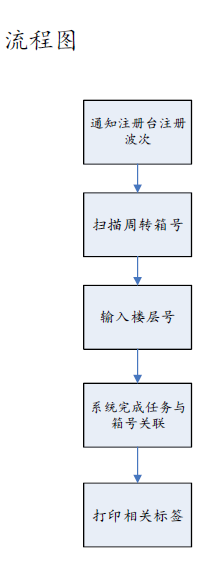 流程图
通知注册台注册
波次
扫描周转箱号
输入楼层号
系统完成任务与
箱号关联
打印相关标签